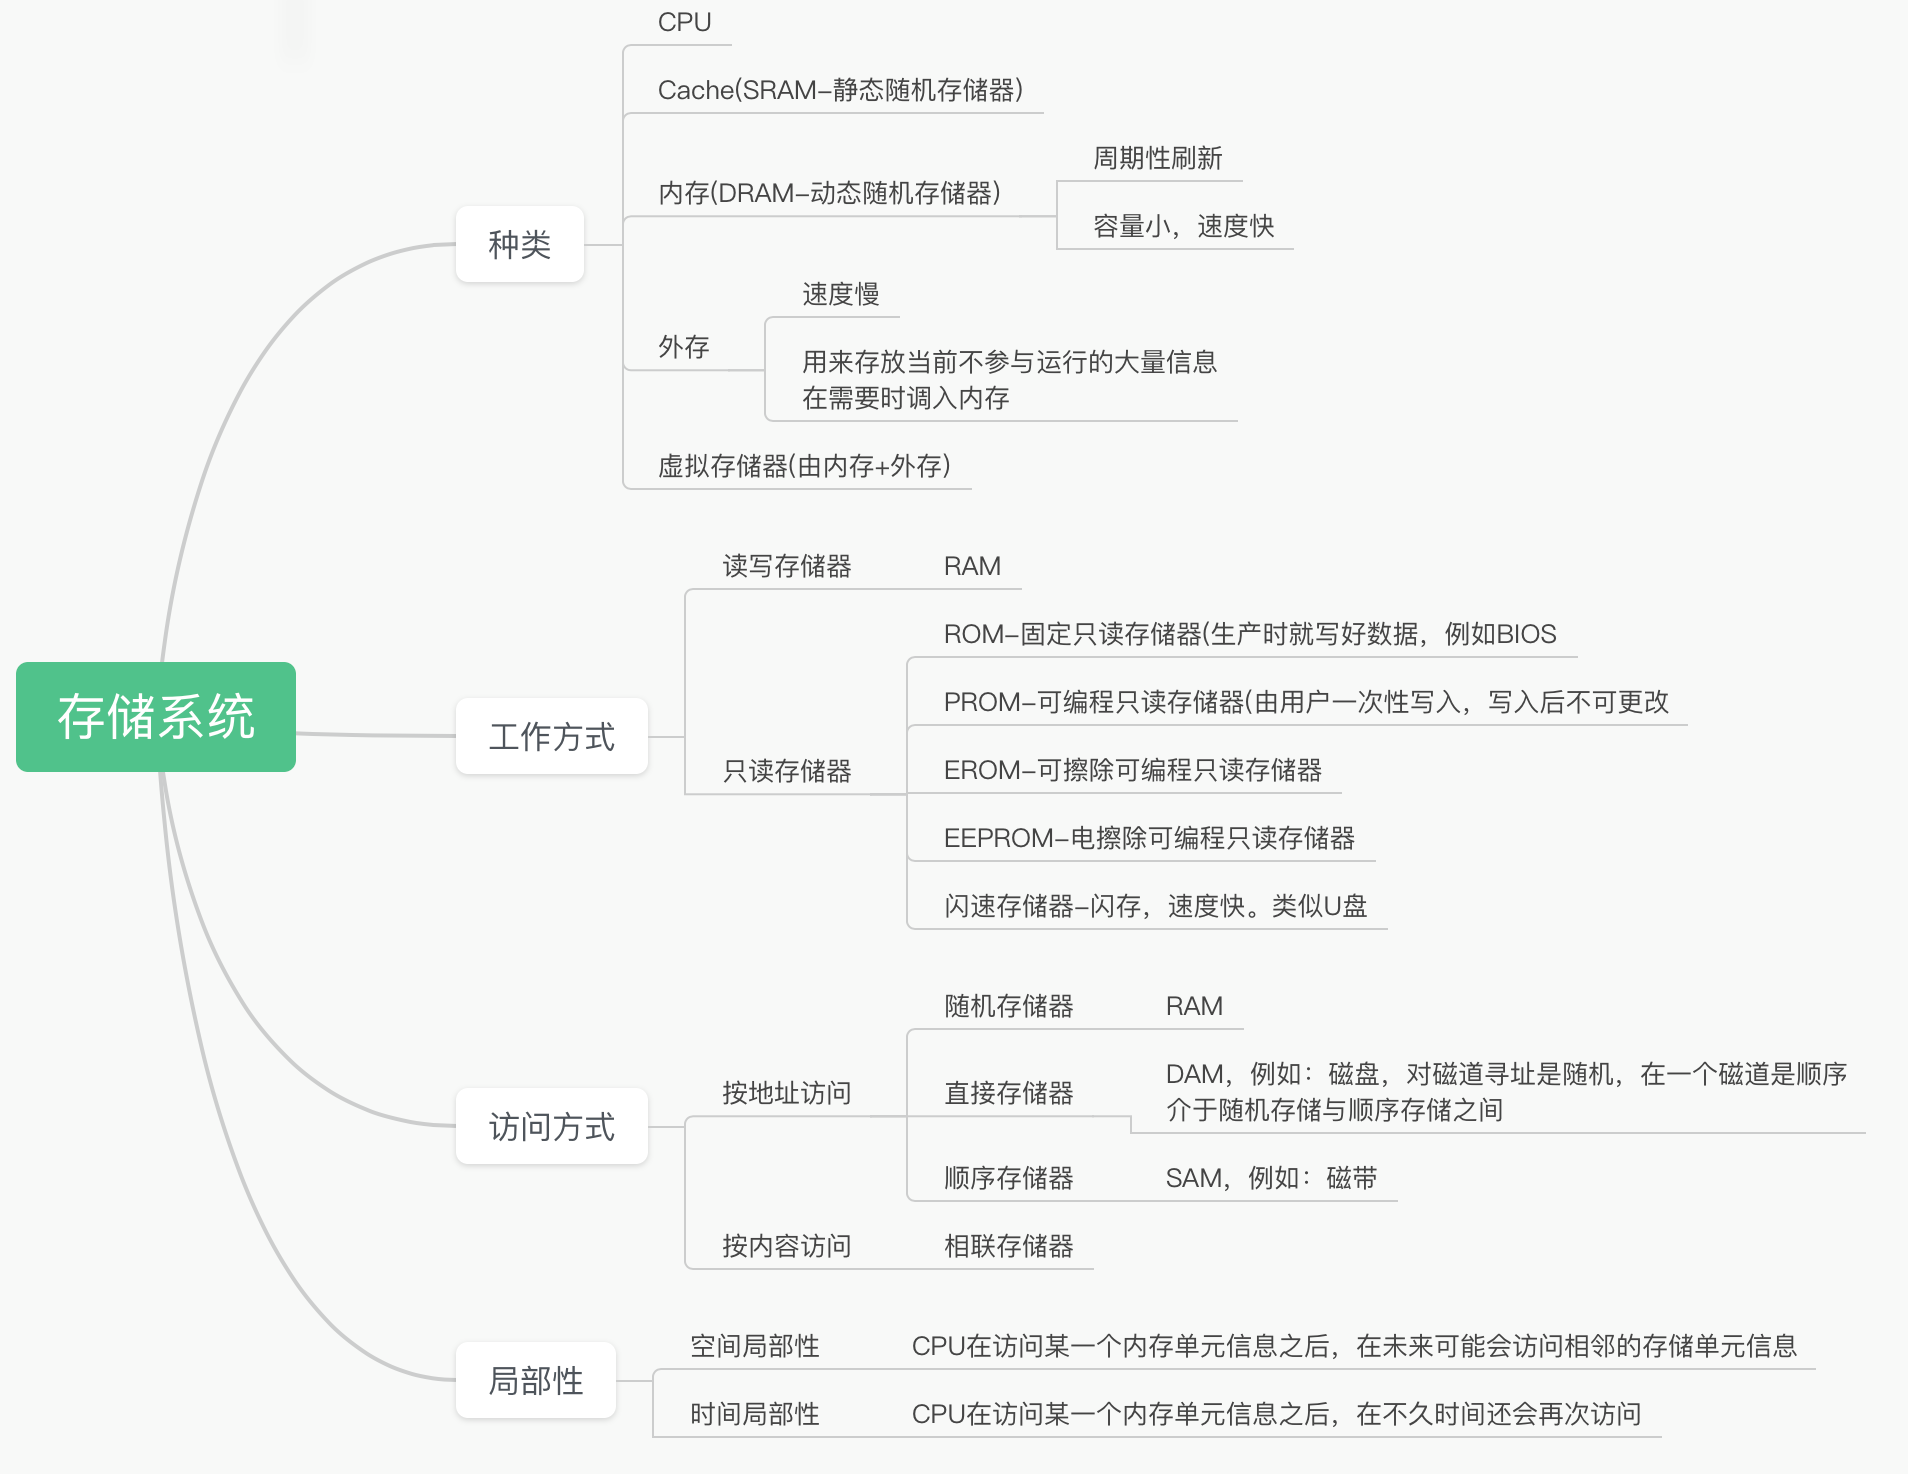 存储系统
种类
CPU
Cache(SRAM-静态随机存储器)
内存(DRAM-动态随机存储器)
周期性刷新
容量小，速度快
外存
速度慢
用来存放当前不参与运行的大量信息
在需要时调入内存
虚拟存储器(由内存+外存)
工作方式
读写存储器
RAM
只读存储器
ROM-固定只读存储器(生产时就写好数据，例如BIOS
PROM-可编程只读存储器(由用户一次性写入，写入后不可更改
EROM-可擦除可编程只读存储器
EEPROM-电擦除可编程只读存储器
闪速存储器-闪存，速度快。类似U盘
访问方式
按地址访问
随机存储器
RAM
直接存储器
DAM，例如：磁盘，对磁道寻址是随机，在一个磁道是顺序
介于随机存储与顺序存储之间
顺序存储器
SAM，例如：磁带
按内容访问
相联存储器
局部性
空间局部性
CPU在访问某一个内存单元信息之后，在未来可能会访问相邻的存储单元信息
时间局部性
CPU在访问某一个内存单元信息之后，在不久时间还会再次访问